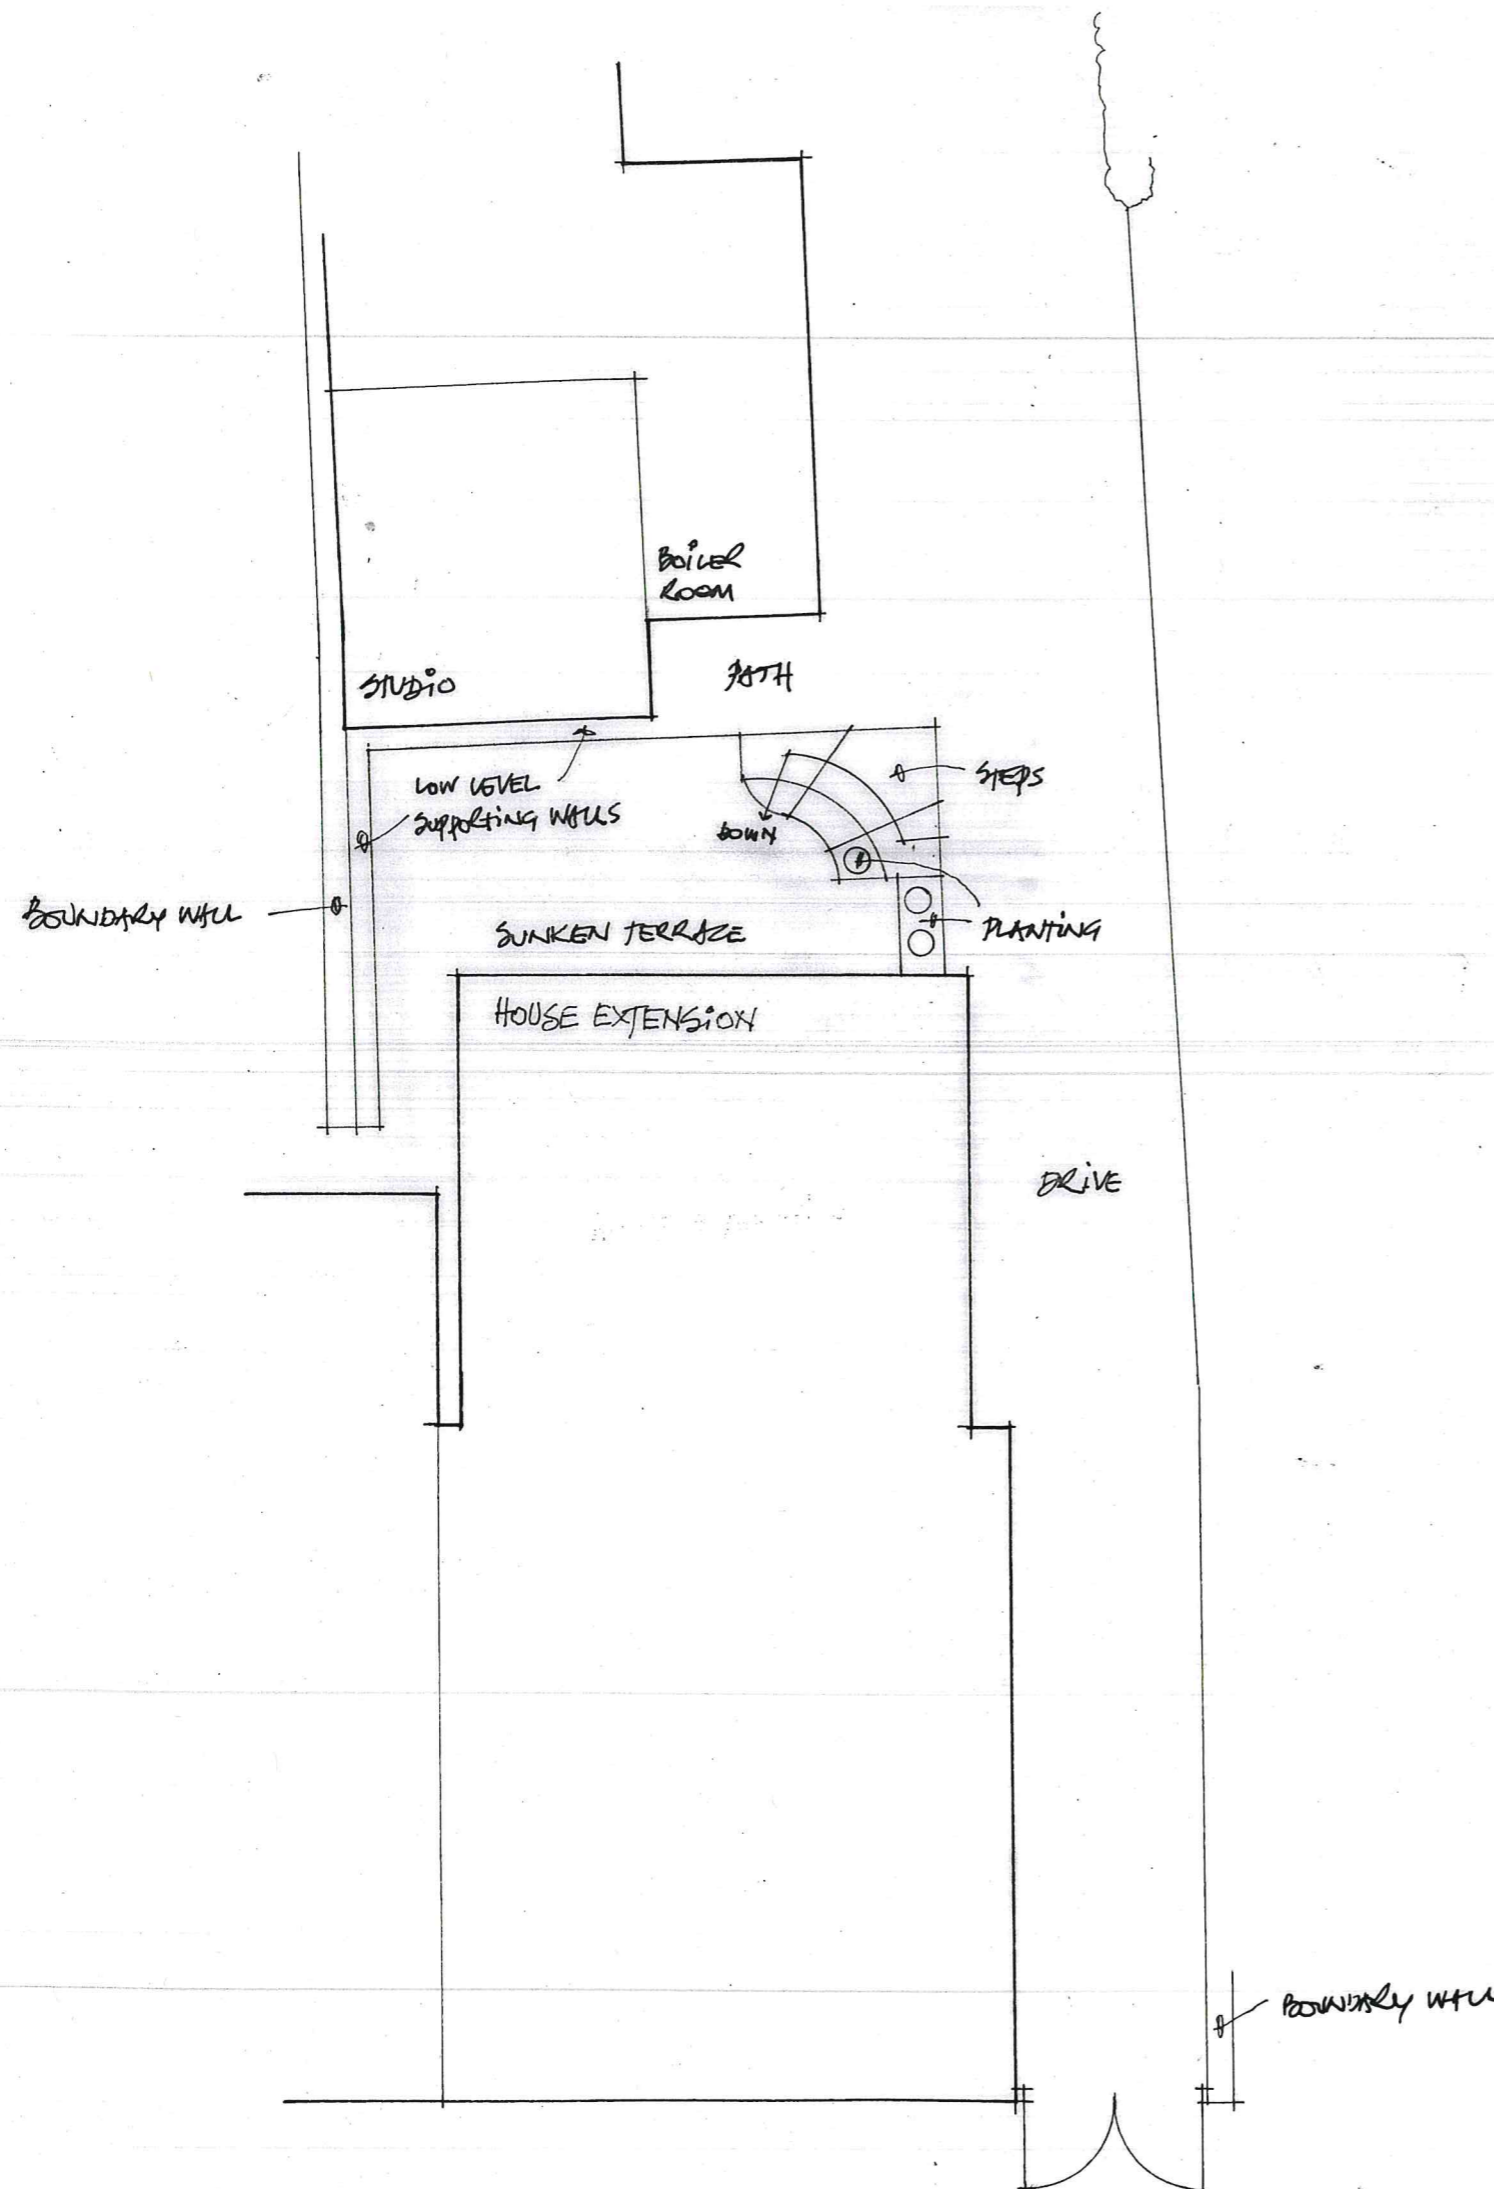 BOILER
ROOM
STUDIO
PATH
LOW LEVEL
SUPPORTING WALLS
STEPS
DOWN
BOUNDARY WALL
SUNKEN TERRACE
PLANTING
HOUSE EXTENSION
DRIVE
BOUNDARY WALL